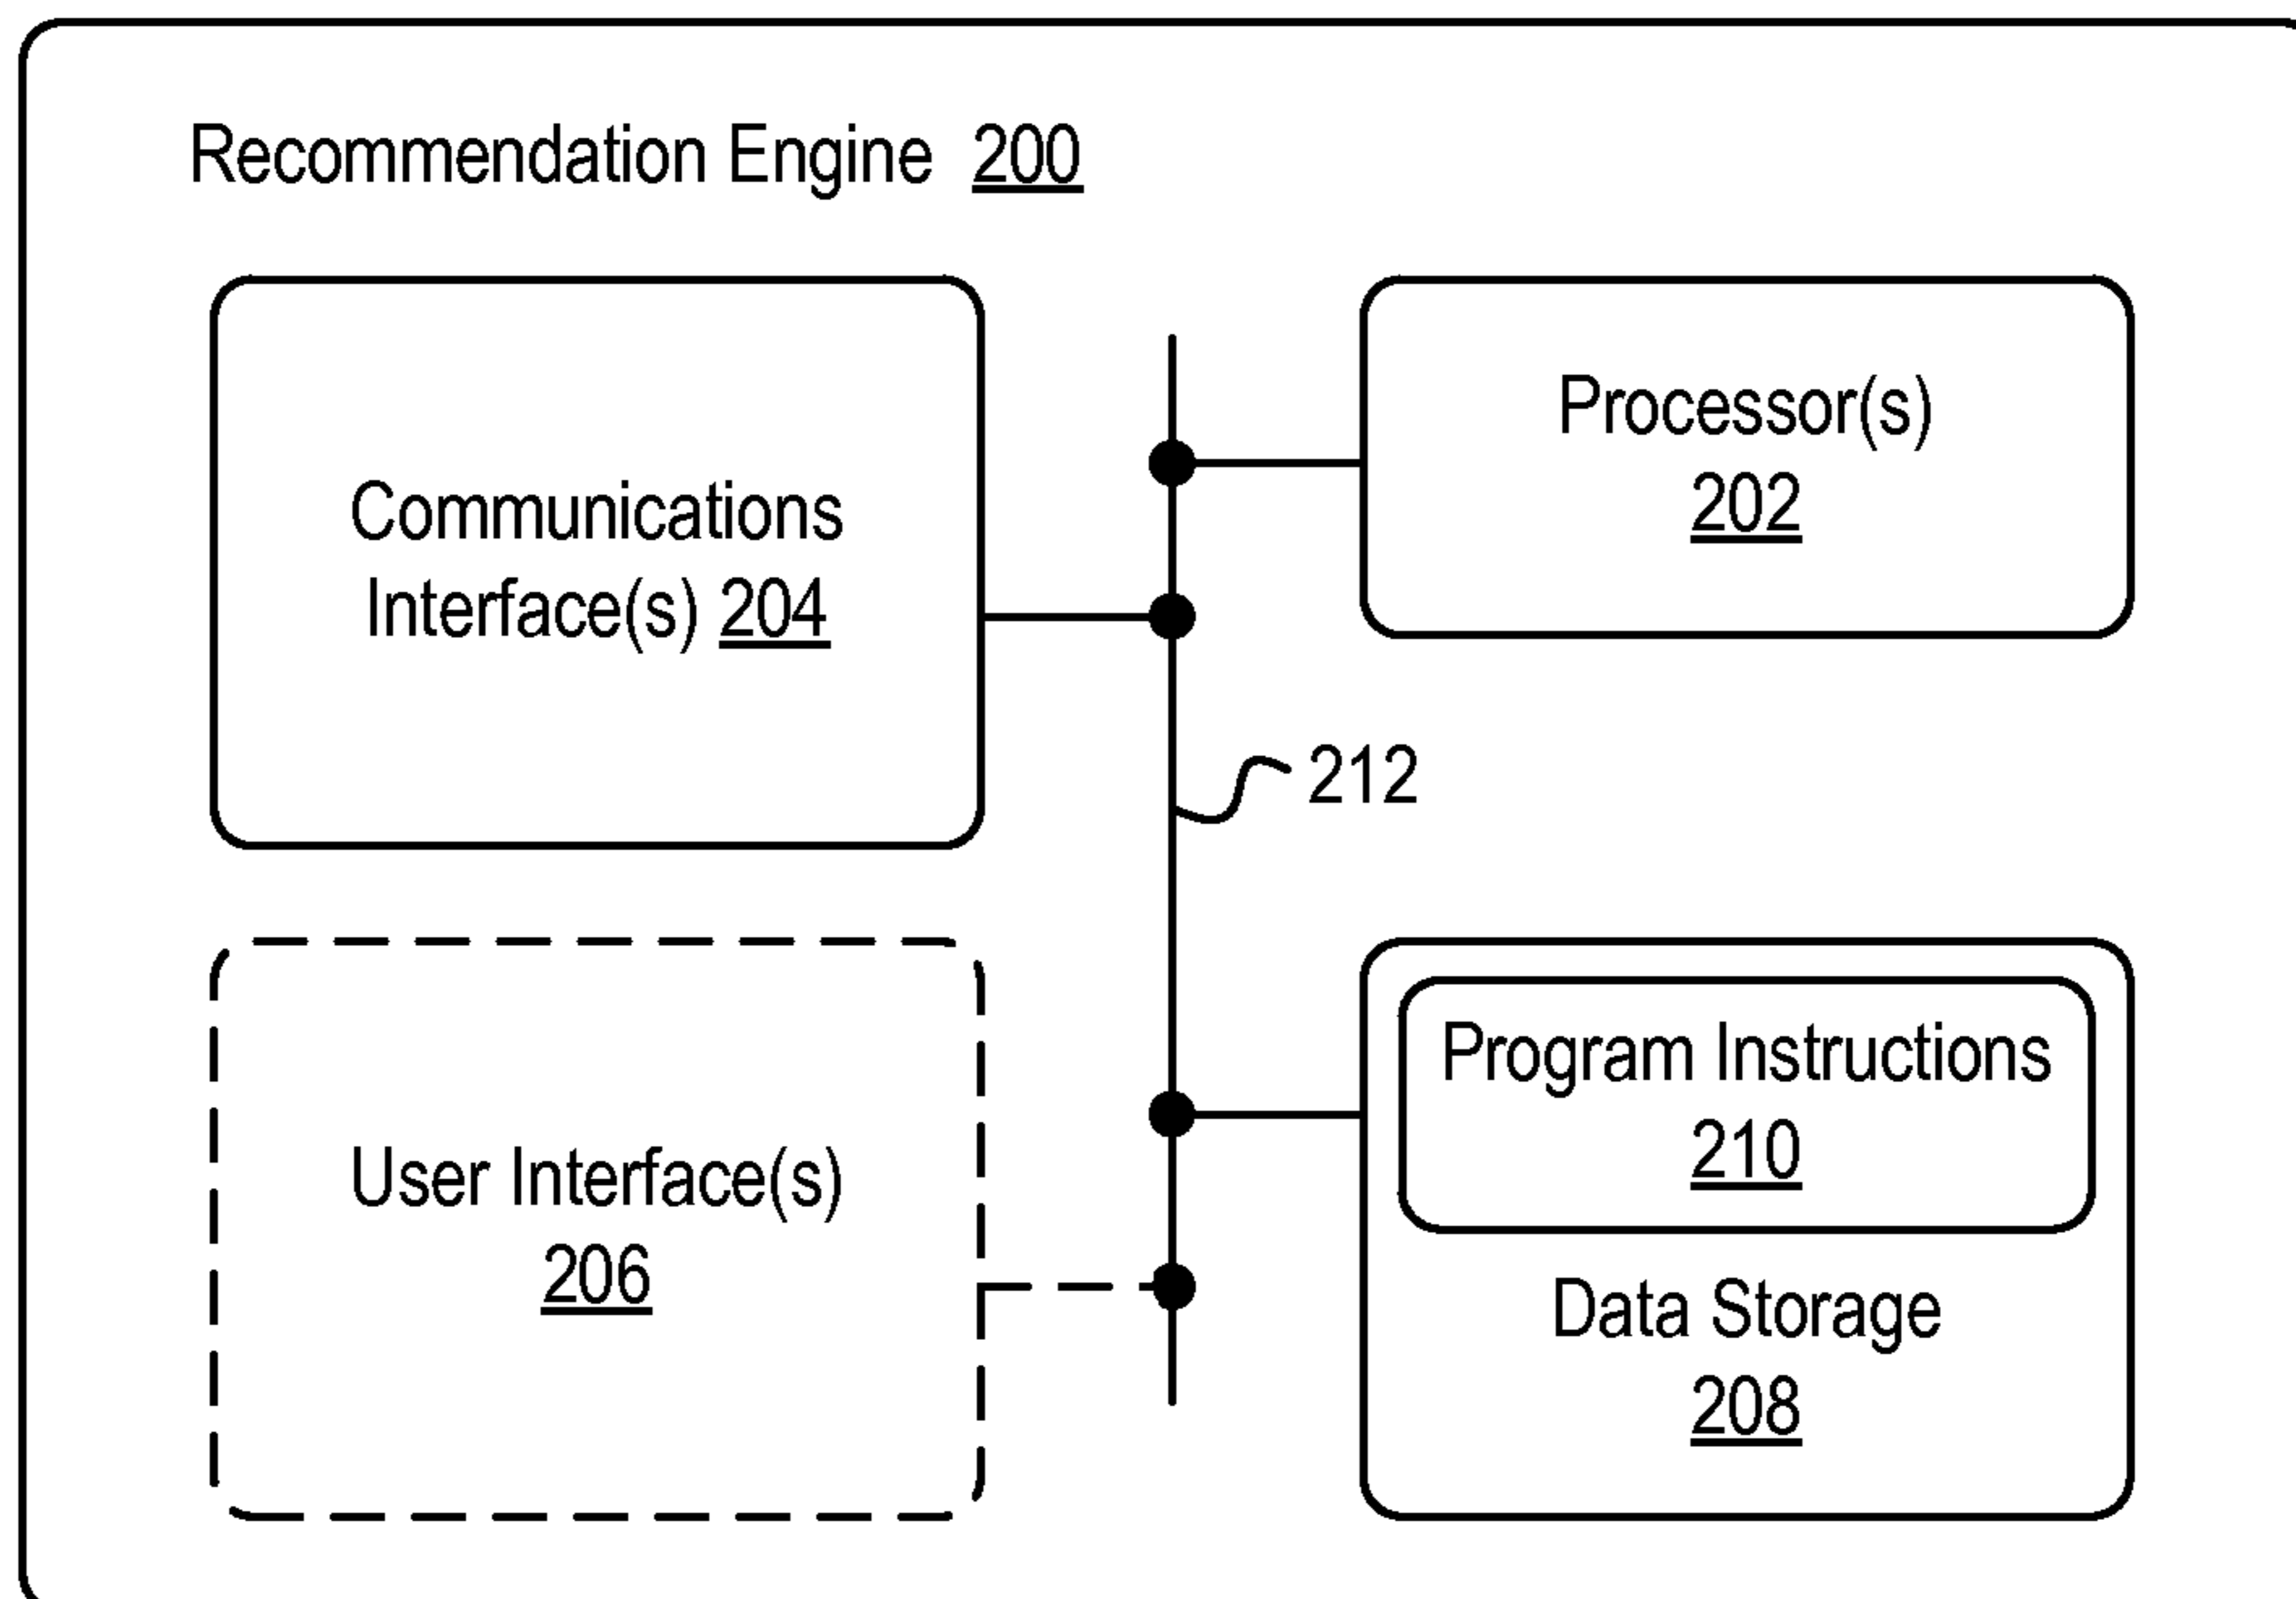 Recommendation Engine 200
Communications
Interface(s) 204
Processor(s)
202
212
User Interface(s)
206
Program Instructions
210
Data Storage
208